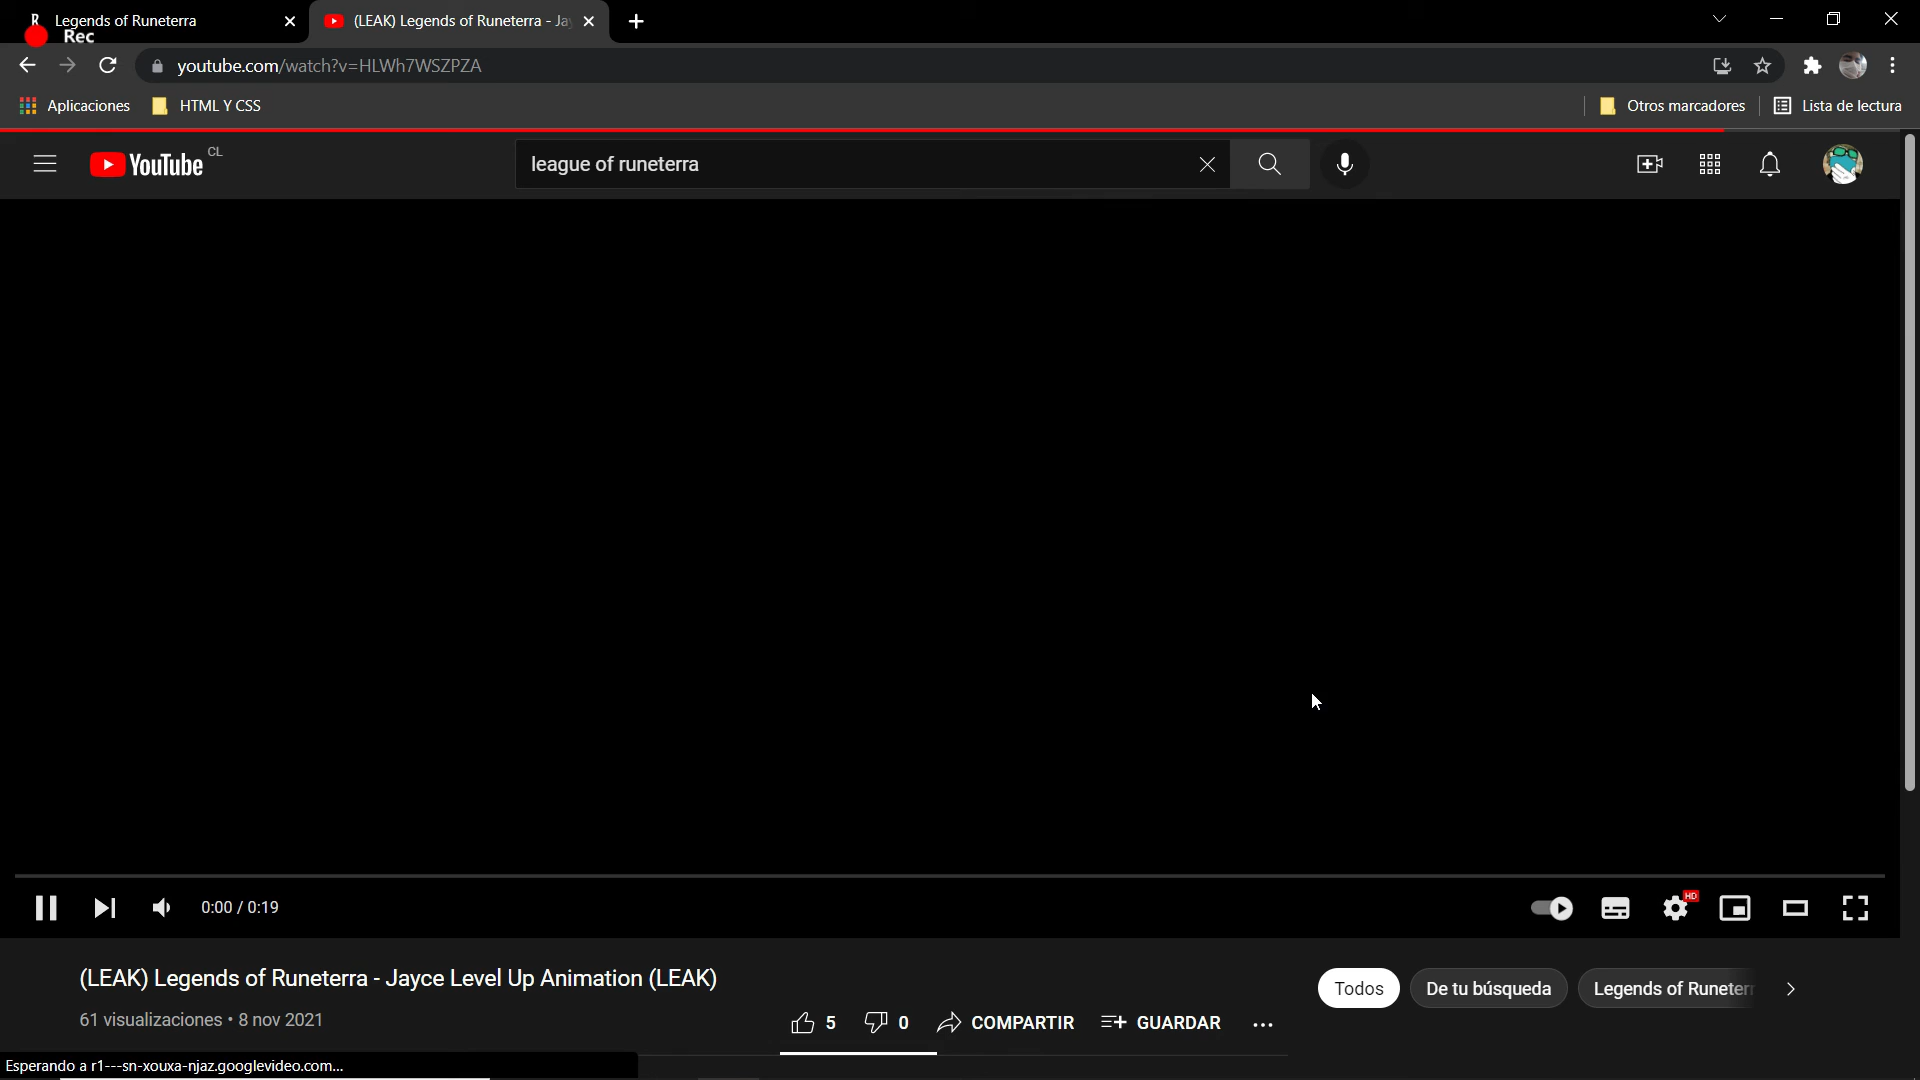 Legends of Runeterra
(LEAK) Legends of Runeterra - Jay
Rec
youtube.com/watch?v=HLWh7WSZPZA
Aplicaciones
HTML Y CSS
Otros marcadores
Lista de lectura
YouTube CL
league of runeterra
0:00 / 0:19
HD
(LEAK) Legends of Runeterra - Jayce Level Up Animation (LEAK)
61 visualizaciones • 8 nov 2021
5
0
COMPARTIR
GUARDAR
Todos
De tu búsqueda
Legends of Runeterr
Esperando a r1---sn-xouxa-njaz.googlevideo.com...